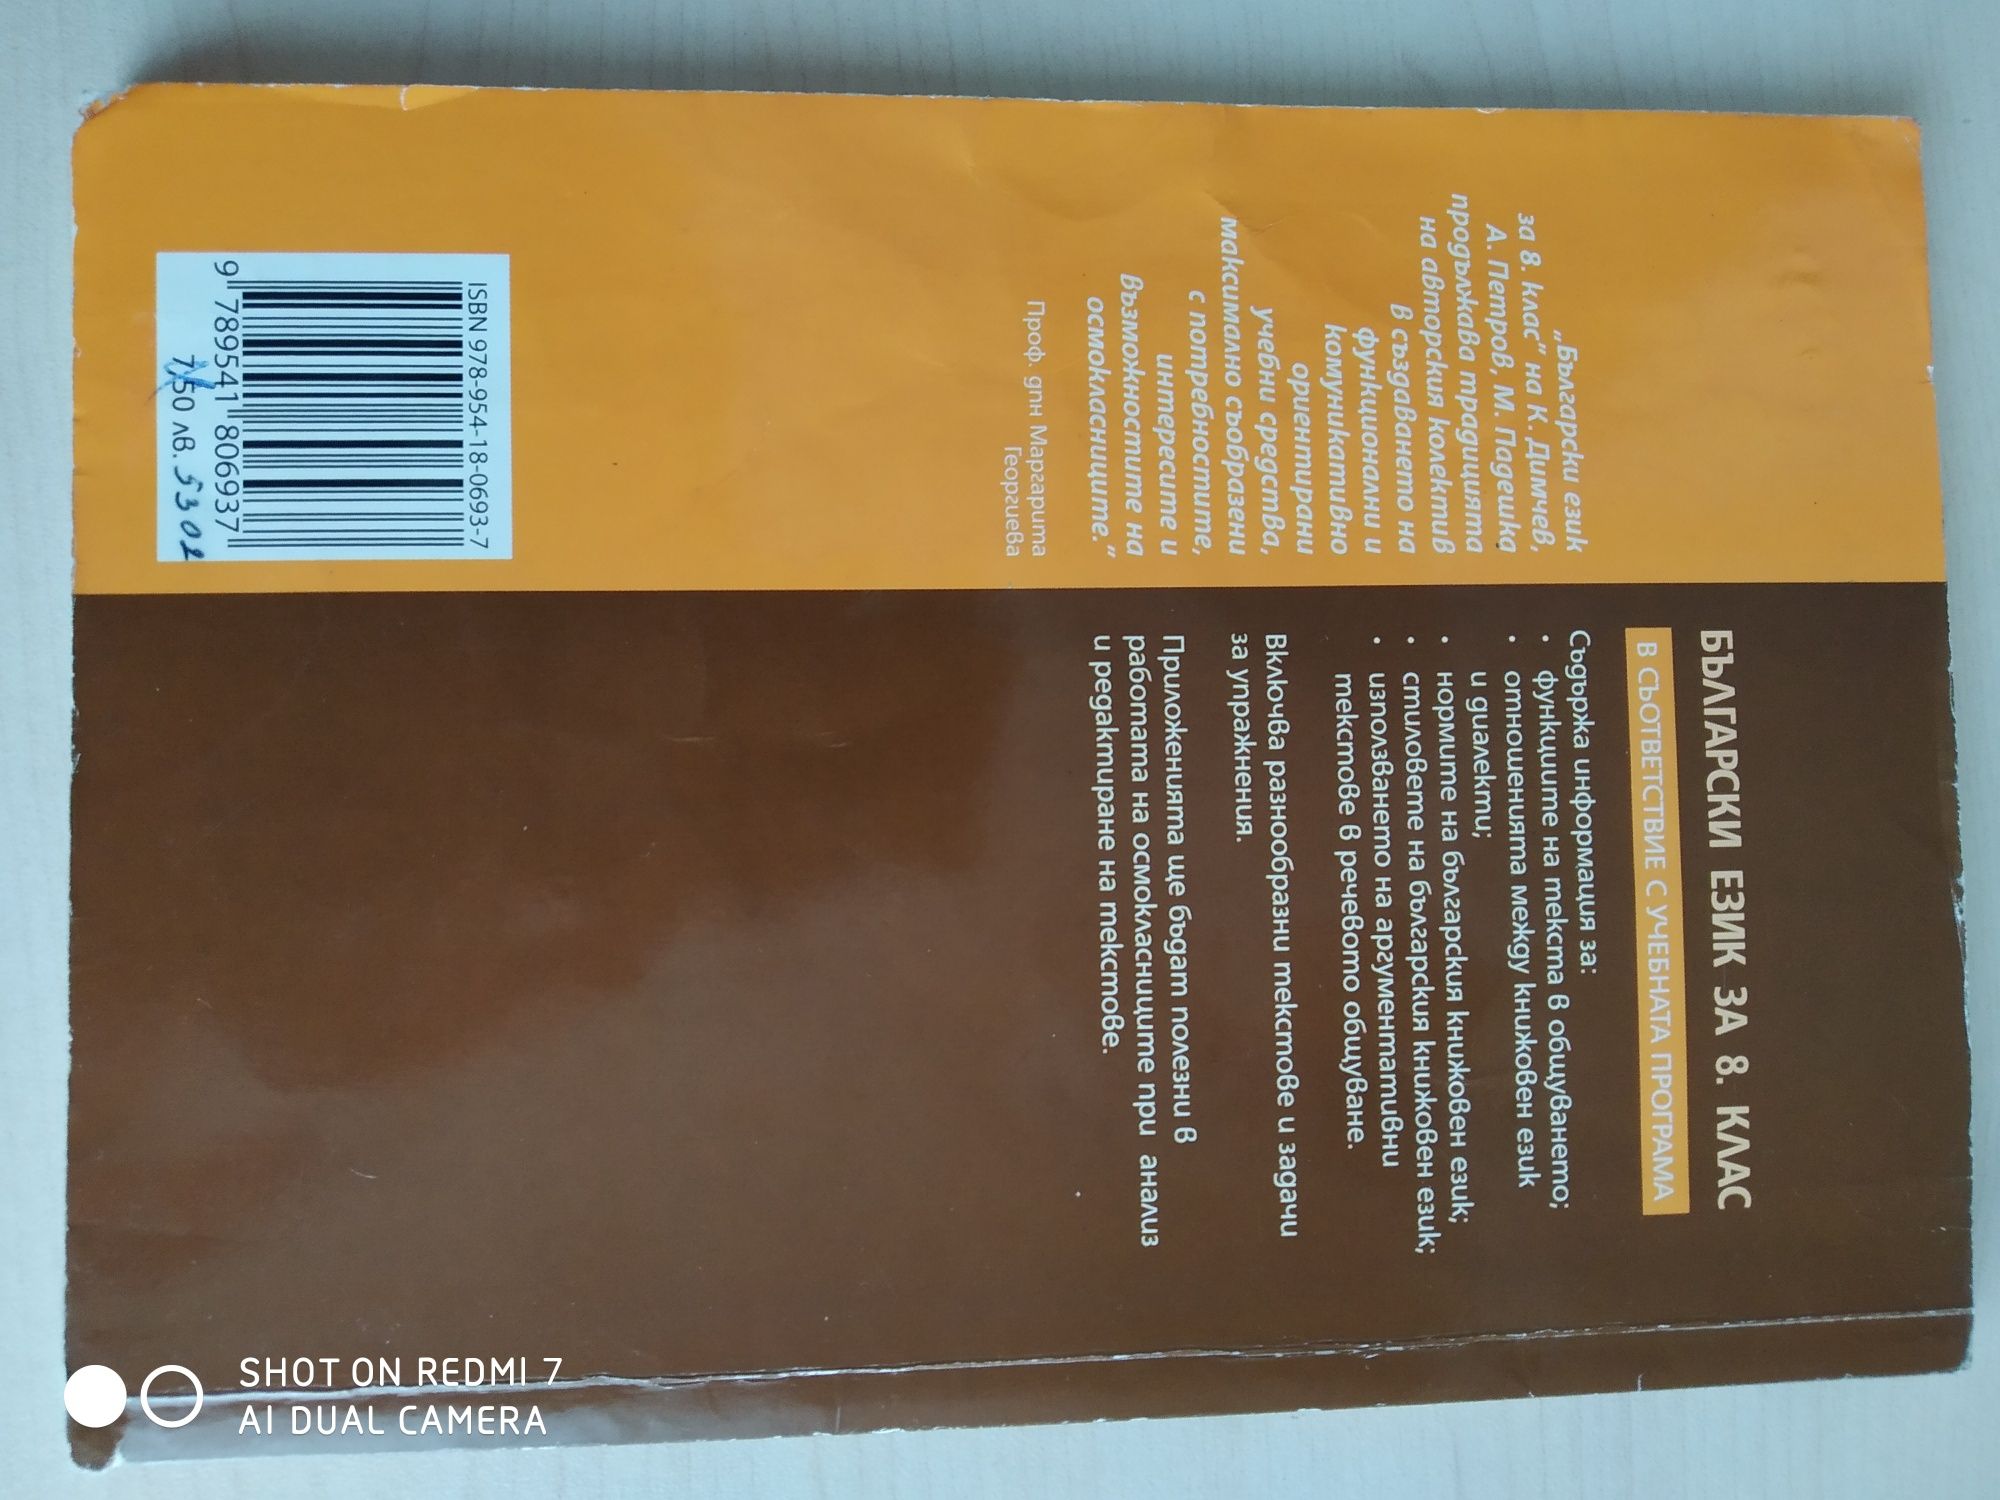 БЪЛГАРСКИ ЕЗИК ЗА 8. КЛАС
В СЪОТВЕТСТВИЕ С УЧЕБНАТА ПРОГРАМА
Съдържа информация за:
• функциите на текста в общуването;
• отношенията между книжовен език
и диалекти;
• нормите на българския книжовен език;
• стиловете на българския книжовен език;
• използването на аргументативни
текстове в речевото общуване.
Включва разнообразни текстове и задачи
за упражнения.
Приложенията ще бъдат полезни в
работата на осмокласниците при анализ
и редактиране на текстове.
„Български език
за 8. клас" на К. Димчев,
А. Петров, М. Падешка
продължава традицията
на авторския колектив
в създаването на
функционални и
комуникативно
ориентирани
учебни средства,
максимално съобразени
с потребностите,
интересите и
възможностите на
осмокласниците."
Проф. дпн Маргарита
Георгиева
ISBN 978-954-18-0693-7
9 789541 806937
7,50 лв. 5302
SHOT ON REDMI 7
AI DUAL CAMERA